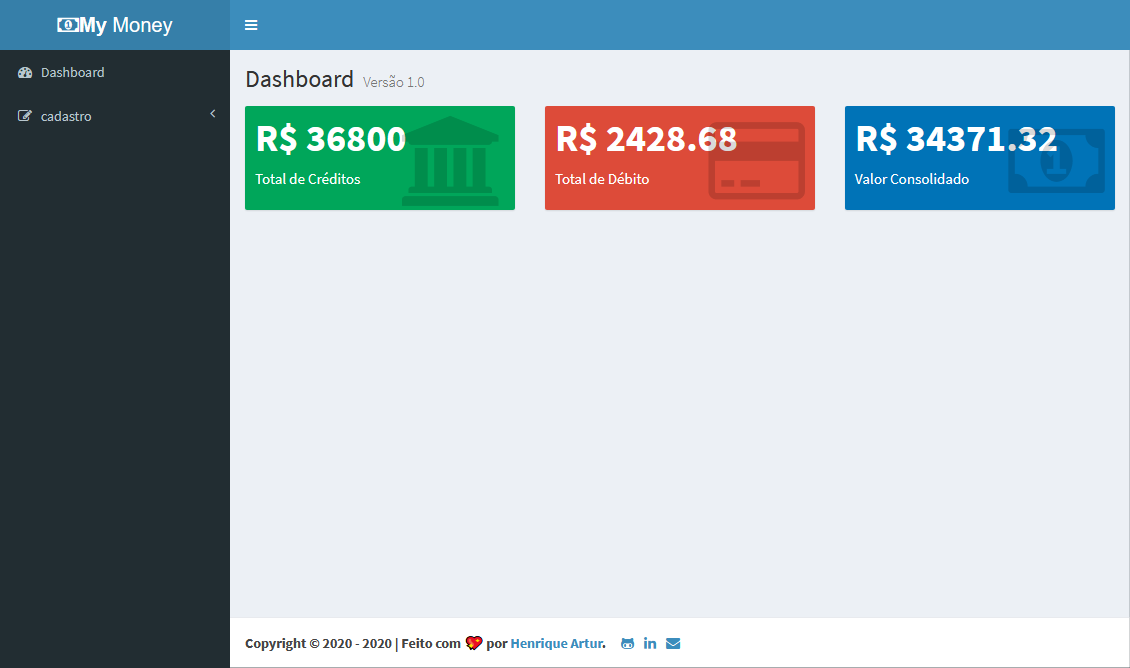 My Money
Dashboard
cadastro
Dashboard Versão 1.0
R$ 36800
Total de Créditos
R$ 2428.68
Total de Débito
R$ 34371.32
Valor Consolidado
Copyright © 2020 - 2020 | Feito com 💖 por Henrique Artur.